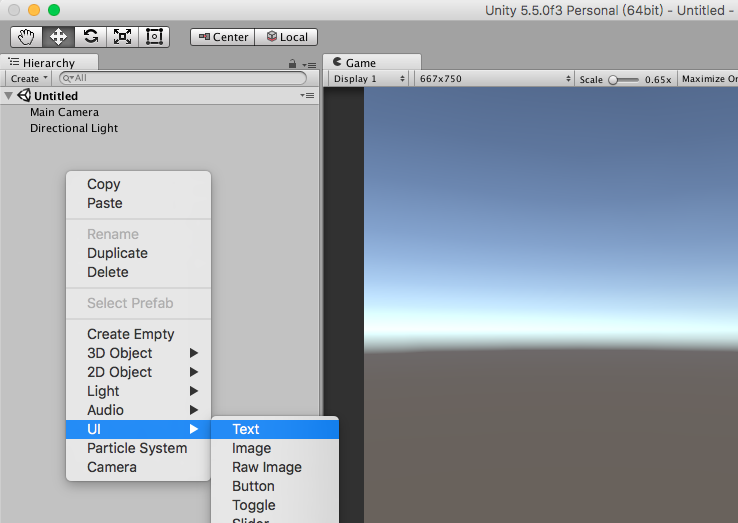 Unity 5.5.0f3 Personal (64bit) - Untitled -
Center Local
Hierarchy
Create All
Untitled
Main Camera
Directional Light
Copy
Paste
Rename
Duplicate
Delete
Select Prefab
Create Empty
3D Object
2D Object
Light
Audio
UI
Particle System
Camera
Text
Image
Raw Image
Button
Toggle
Slider
Game
Display 1 667x750 Scale 0.65x Maximize On